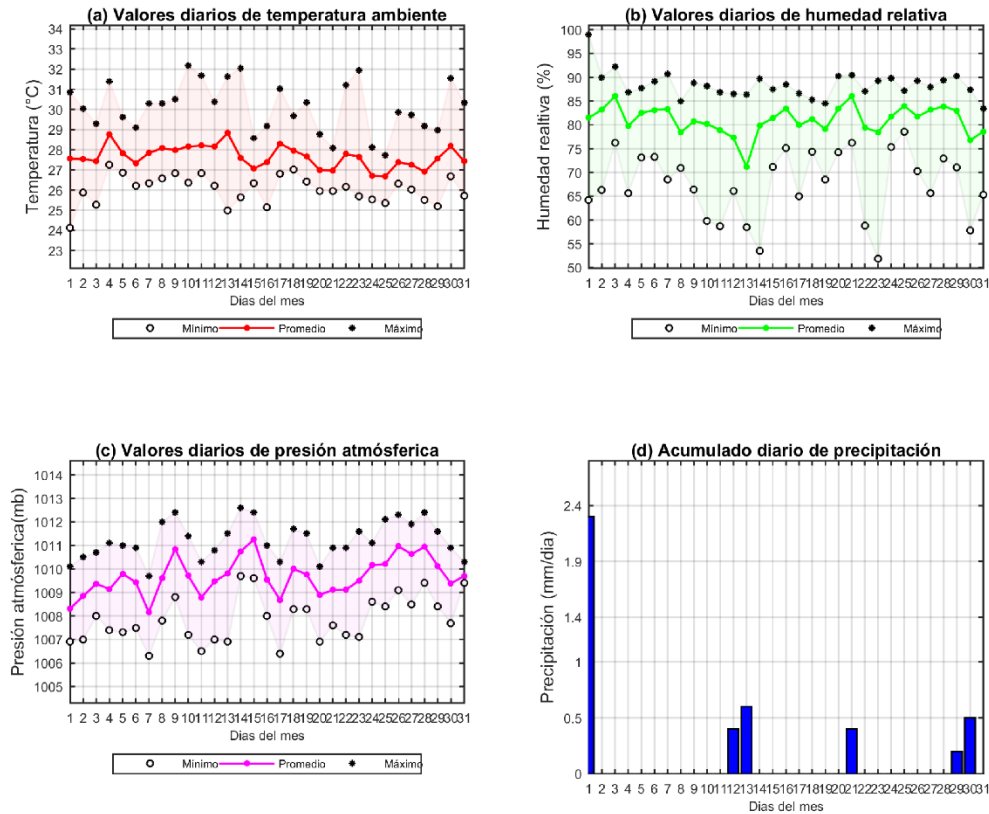 (a) Valores diarios de temperatura ambiente
34
33
32
31
30
29
28
27
26
25
24
23
Temperatura (°C)
1 2 3 4 5 6 7 8 9 10 11 12 13 14 15 16 17 18 19 20 21 22 23 24 25 26 27 28 29 30 31
Dias del mes
Mínimo Promedio Máximo
(b) Valores diarios de humedad relativa
100
95
90
85
80
75
70
65
60
55
50
Humedad realtiva (%)
1 2 3 4 5 6 7 8 9 10 11 12 13 14 15 16 17 18 19 20 21 22 23 24 25 26 27 28 29 30 31
Dias del mes
Mínimo Promedio Máximo
(c) Valores diarios de presión atmósferica
1014
1013
1012
1011
1010
1009
1008
1007
1006
1005
Presión atmósferica(mb)
1 2 3 4 5 6 7 8 9 10 11 12 13 14 15 16 17 18 19 20 21 22 23 24 25 26 27 28 29 30 31
Dias del mes
Mínimo Promedio Máximo
(d) Acumulado diario de precipitación
2.4
1.9
1.4
1
0.5
0
Precipitación (mm/dia)
1 2 3 4 5 6 7 8 9 10 11 12 13 14 15 16 17 18 19 20 21 22 23 24 25 26 27 28 29 30 31
Dias del mes